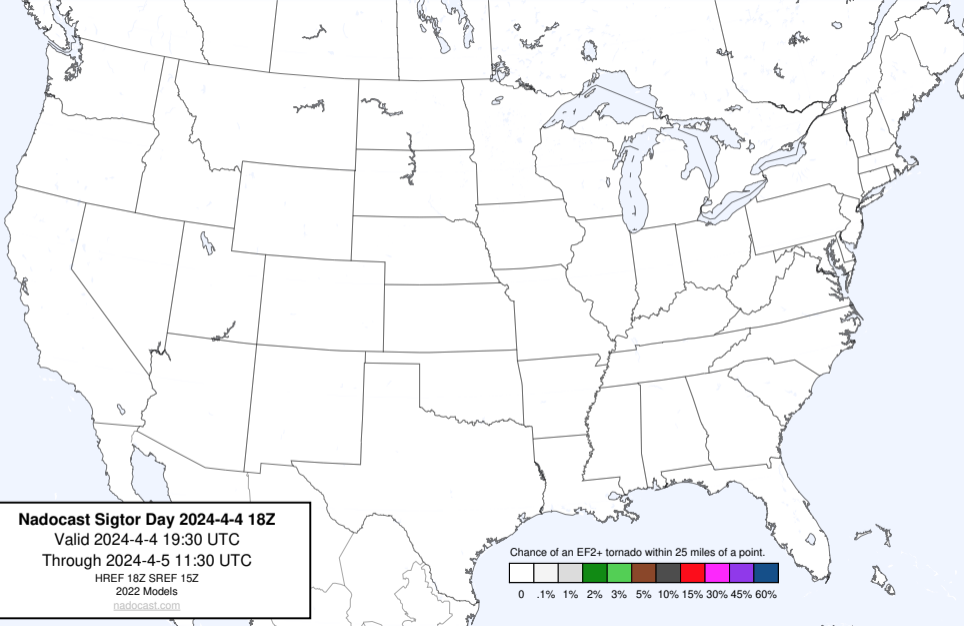 Nadocast Sigtor Day 2024-4-4 18Z
Valid 2024-4-4 19:30 UTC
Through 2024-4-5 11:30 UTC
HREF 18Z SREF 15Z
2022 Models
nadocast.com
Chance of an EF2+ tornado within 25 miles of a point.
0 .1% 1% 2% 3% 5% 10% 15% 30% 45% 60%